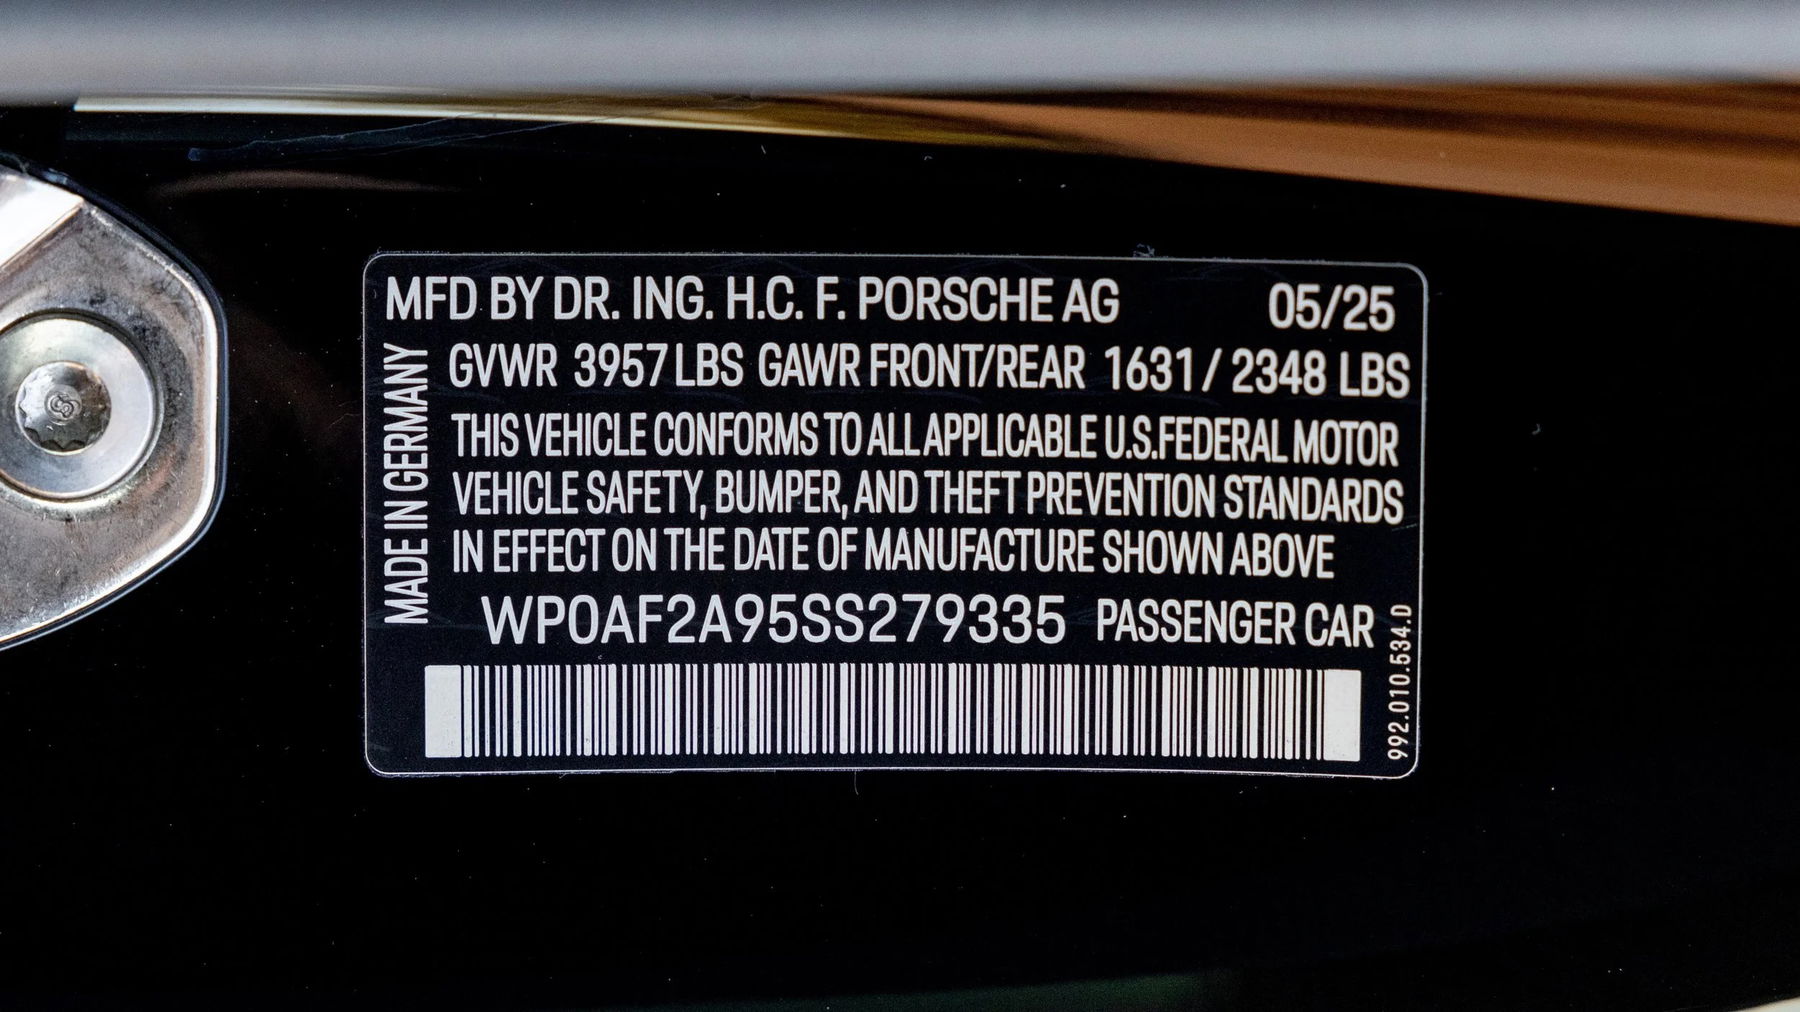 MFD BY DR. ING. H.C. F. PORSCHE AG 05/25
GVWR 3957 LBS GAWR FRONT/REAR 1631 / 2348 LBS
THIS VEHICLE CONFORMS TO ALL APPLICABLE U.S.FEDERAL MOTOR
VEHICLE SAFETY, BUMPER, AND THEFT PREVENTION STANDARDS
IN EFFECT ON THE DATE OF MANUFACTURE SHOWN ABOVE
WP0AF2A95SS279335 PASSENGER CAR
MADE IN GERMANY
992.010.534.D